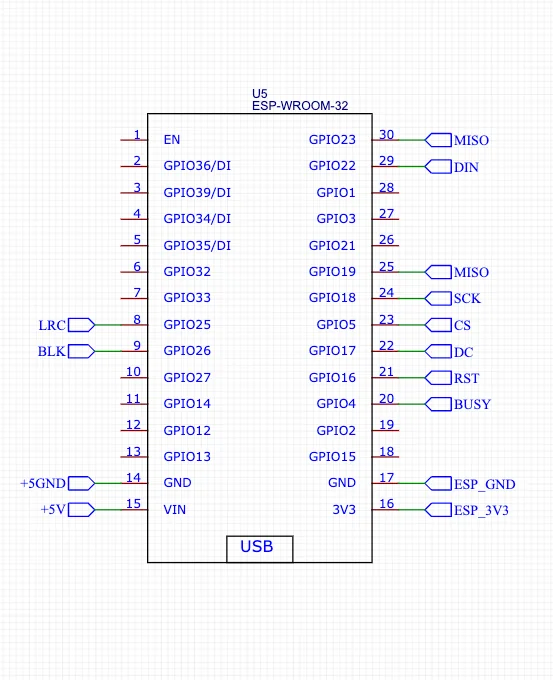 U5
ESP-WROOM-32
1 EN GPIO23 30 MISO
2 GPIO36/DI GPIO22 29 DIN
3 GPIO39/DI GPIO1 28
4 GPIO34/DI GPIO3 27
5 GPIO35/DI GPIO21 26
6 GPIO32 GPIO19 25 MISO
7 GPIO33 GPIO18 24 SCK
LRC 8 GPIO25 GPIO5 23 CS
BLK 9 GPIO26 GPIO17 22 DC
10 GPIO27 GPIO16 21 RST
11 GPIO14 GPIO4 20 BUSY
12 GPIO12 GPIO2 19
13 GPIO13 GPIO15 18
+5GND 14 GND GND 17 ESP_GND
+5V 15 VIN 3V3 16 ESP_3V3
USB